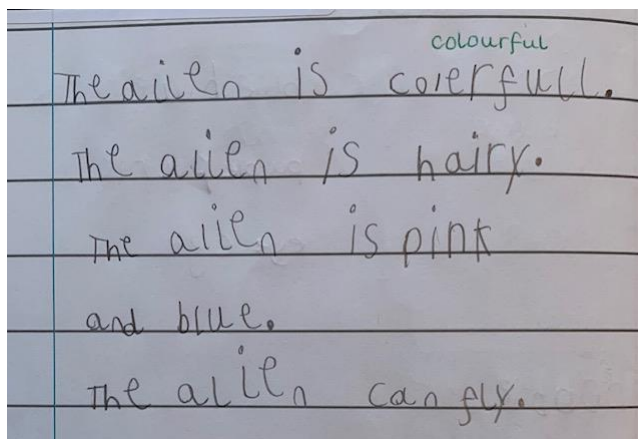 colourful
The alien is colerfull.
The alien is hairy.
The alien is pink
and blue.
The alien can fly.